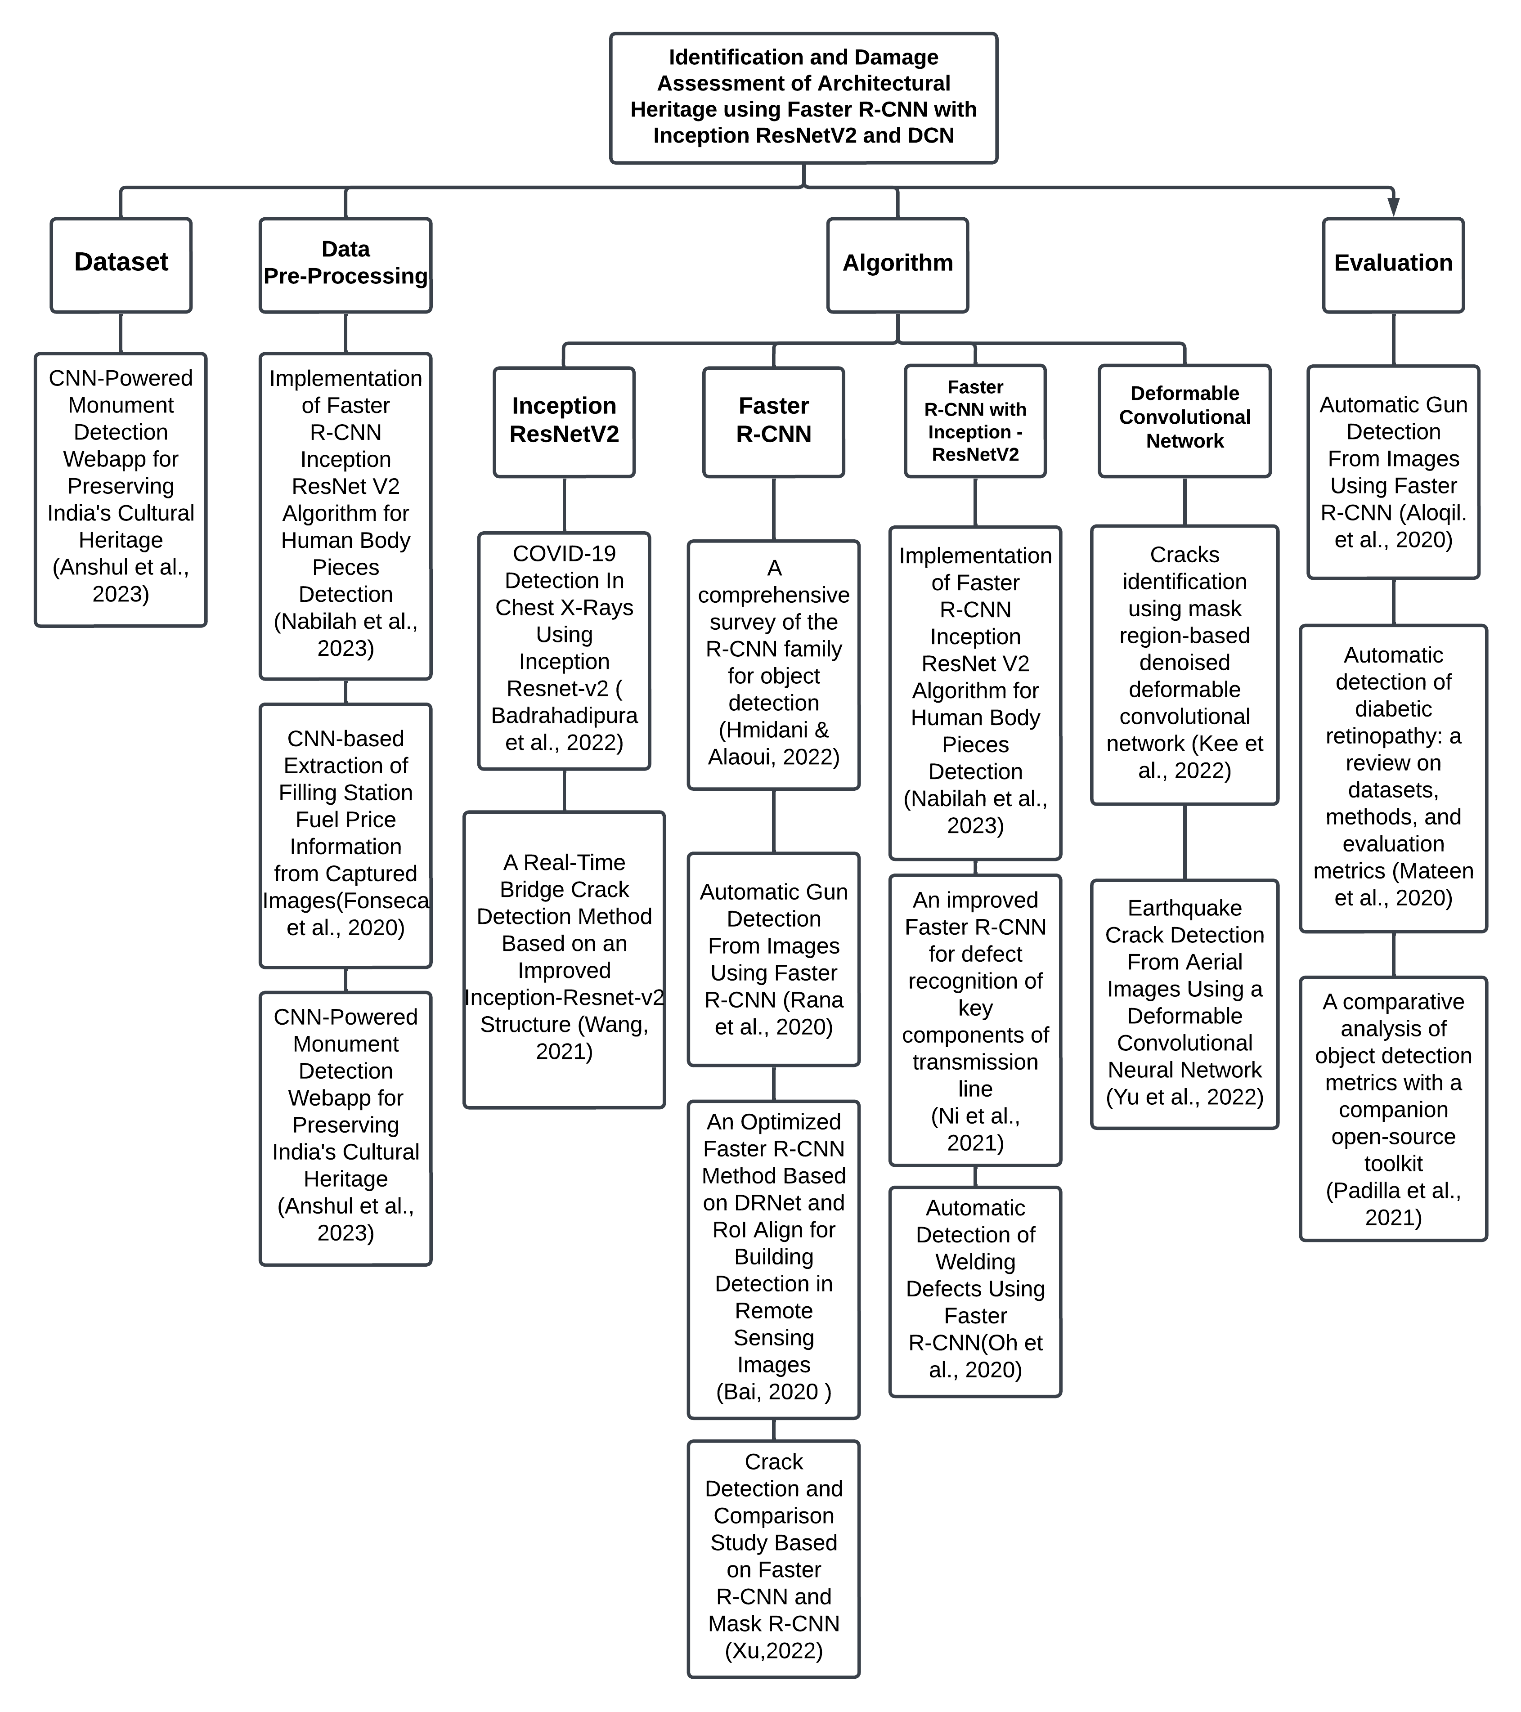 Identification and Damage
Assessment of Architectural
Heritage using Faster R-CNN with
Inception ResNetV2 and DCN
Dataset
CNN-Powered
Monument
Detection
Webapp for
Preserving
India's Cultural
Heritage
(Anshul et al.,
2023)
Data
Pre-Processing
Implementation
of Faster
R-CNN
Inception
ResNet V2
Algorithm for
Human Body
Pieces
Detection
(Nabilah et al.,
2023)
CNN-based
Extraction of
Filling Station
Fuel Price
Information
from Captured
Images(Fonseca
et al., 2020)
CNN-Powered
Monument
Detection
Webapp for
Preserving
India's Cultural
Heritage
(Anshul et al.,
2023)
Algorithm
Inception
ResNetV2
COVID-19
Detection In
Chest X-Rays
Using
Inception
Resnet-v2 (
Badrahadipura
et al., 2022)
A Real-Time
Bridge Crack
Detection Method
Based on an
Improved
Inception-Resnet-v2
Structure (Wang,
2021)
Faster
R-CNN
A
comprehensive
survey of the
R-CNN family
for object
detection
(Hmidani &
Alaoui, 2022)
Automatic Gun
Detection
From Images
Using Faster
R-CNN (Rana
et al., 2020)
An Optimized
Faster R-CNN
Method Based
on DRNet and
RoI Align for
Building
Detection in
Remote
Sensing
Images
(Bai, 2020 )
Crack
Detection and
Comparison
Study Based
on Faster
R-CNN and
Mask R-CNN
(Xu,2022)
Faster
R-CNN with
Inception -
ResNetV2
Implementation
of Faster
R-CNN
Inception
ResNet V2
Algorithm for
Human Body
Pieces
Detection
(Nabilah et al.,
2023)
An improved
Faster R-CNN
for defect
recognition of
key
components of
transmission
line
(Ni et al.,
2021)
Automatic
Detection of
Welding
Defects Using
Faster
R-CNN(Oh et
al., 2020)
Deformable
Convolutional
Network
Cracks
identification
using mask
region-based
denoised
deformable
convolutional
network (Kee et
al., 2022)
Earthquake
Crack Detection
From Aerial
Images Using a
Deformable
Convolutional
Neural Network
(Yu et al., 2022)
Evaluation
Automatic Gun
Detection
From Images
Using Faster
R-CNN (Aloqil.
et al., 2020)
Automatic
detection of
diabetic
retinopathy: a
review on
datasets,
methods, and
evaluation
metrics (Mateen
et al., 2020)
A comparative
analysis of
object detection
metrics with a
companion
open-source
toolkit
(Padilla et al.,
2021)